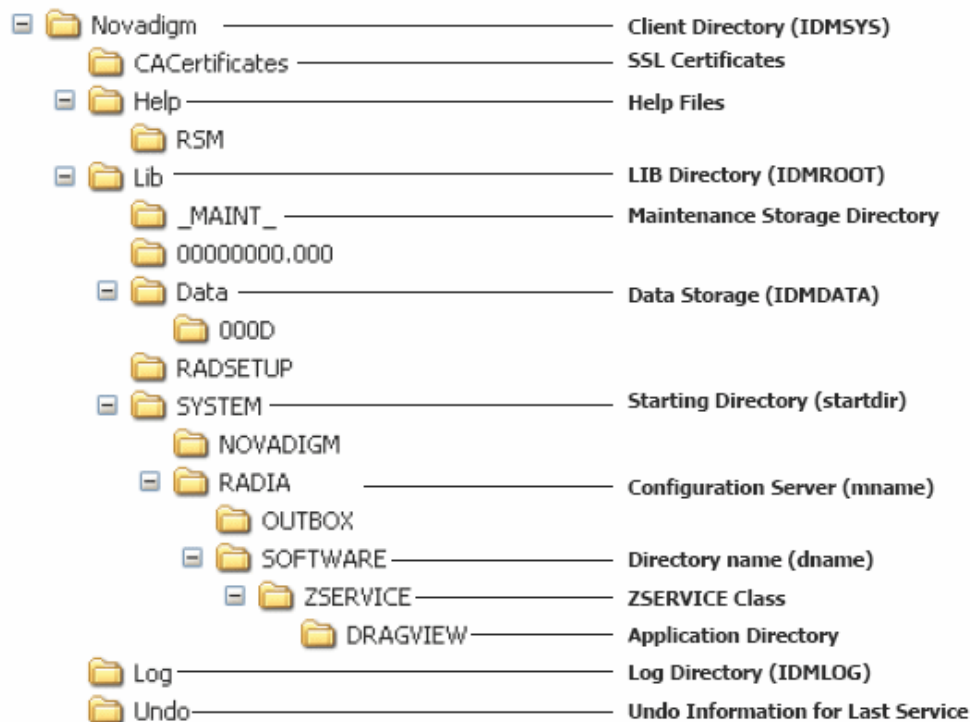 Novadigm Client Directory (IDMSYS)
CACertificates SSL Certificates
Help Help Files
RSM
Lib LIB Directory (IDMROOT)
_MAINT_ Maintenance Storage Directory
00000000.000
Data Data Storage (IDMDATA)
000D
RADSETUP
SYSTEM Starting Directory (startdir)
NOVADIGM
RADIA Configuration Server (mname)
OUTBOX
SOFTWARE Directory name (dname)
ZSERVICE ZSERVICE Class
DRAGVIEW Application Directory
Log Log Directory (IDMLOG)
Undo Undo Information for Last Service